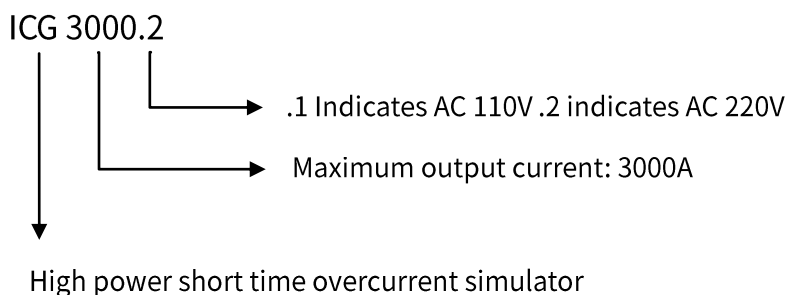 ICG 3000.2
.1 Indicates AC 110V .2 indicates AC 220V
Maximum output current: 3000A
High power short time overcurrent simulator